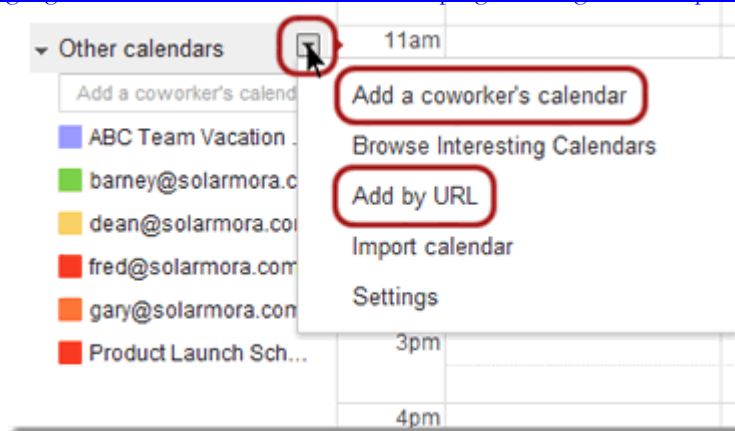 Other calendars
11am
Add a coworker's calend
Add a coworker's calendar
ABC Team Vacation .
Browse Interesting Calendars
barney@solarmora.c
Add by URL
dean@solarmora.co
Import calendar
fred@solarmora.com
Settings
gary@solarmora.com
3pm
Product Launch Sch...
4pm